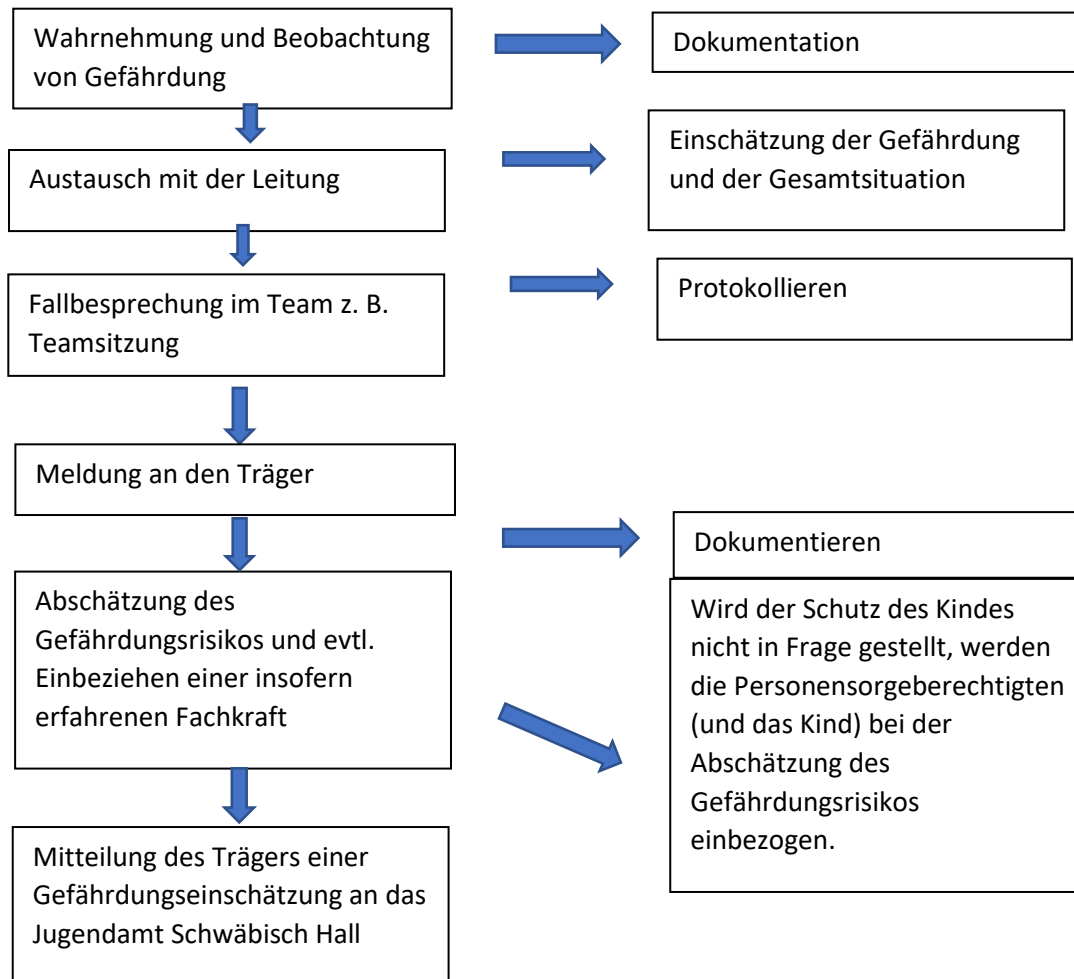 Wahrnehmung und Beobachtung
von Gefährdung
Dokumentation
Austausch mit der Leitung
Einschätzung der Gefährdung
und der Gesamtsituation
Fallbesprechung im Team z. B.
Teamsitzung
Protokollieren
Meldung an den Träger
Dokumentieren
Abschätzung des
Gefährdungsrisikos und evtl.
Einbeziehen einer insofern
erfahrenen Fachkraft
Wird der Schutz des Kindes
nicht in Frage gestellt, werden
die Personensorgeberechtigten
(und das Kind) bei der
Abschätzung des
Gefährdungsrisikos
einbezogen.
Mitteilung des Trägers einer
Gefährdungseinschätzung an das
Jugendamt Schwäbisch Hall